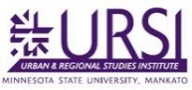 URSI
URBAN & REGIONAL STUDIES INSTITUTE
MINNESOTA STATE UNIVERSITY, MANKATO